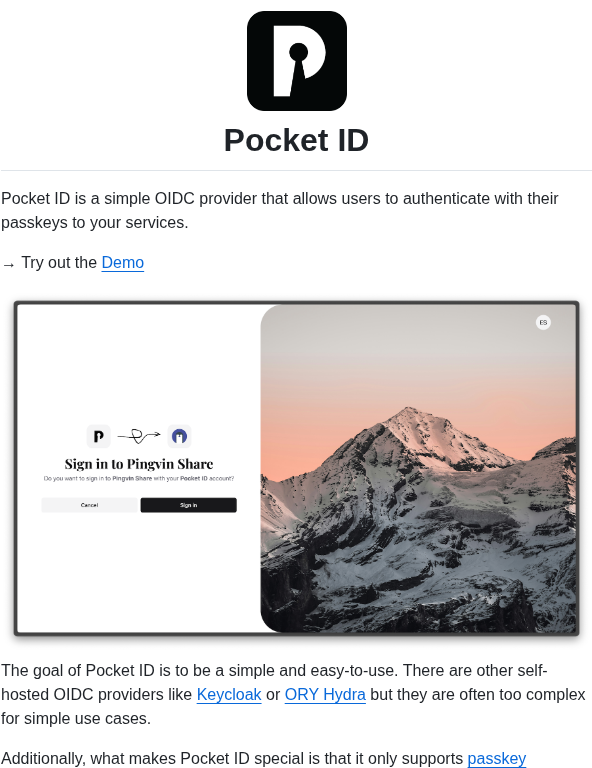 Pocket ID
Pocket ID is a simple OIDC provider that allows users to authenticate with their
passkeys to your services.
→ Try out the Demo
ES
Sign in to Pingvin Share
Do you want to sign in to Pingvin Share with your Pocket ID account?
Cancel
Sign in
The goal of Pocket ID is to be a simple and easy-to-use. There are other self-
hosted OIDC providers like Keycloak or ORY Hydra but they are often too complex
for simple use cases.
Additionally, what makes Pocket ID special is that it only supports passkey